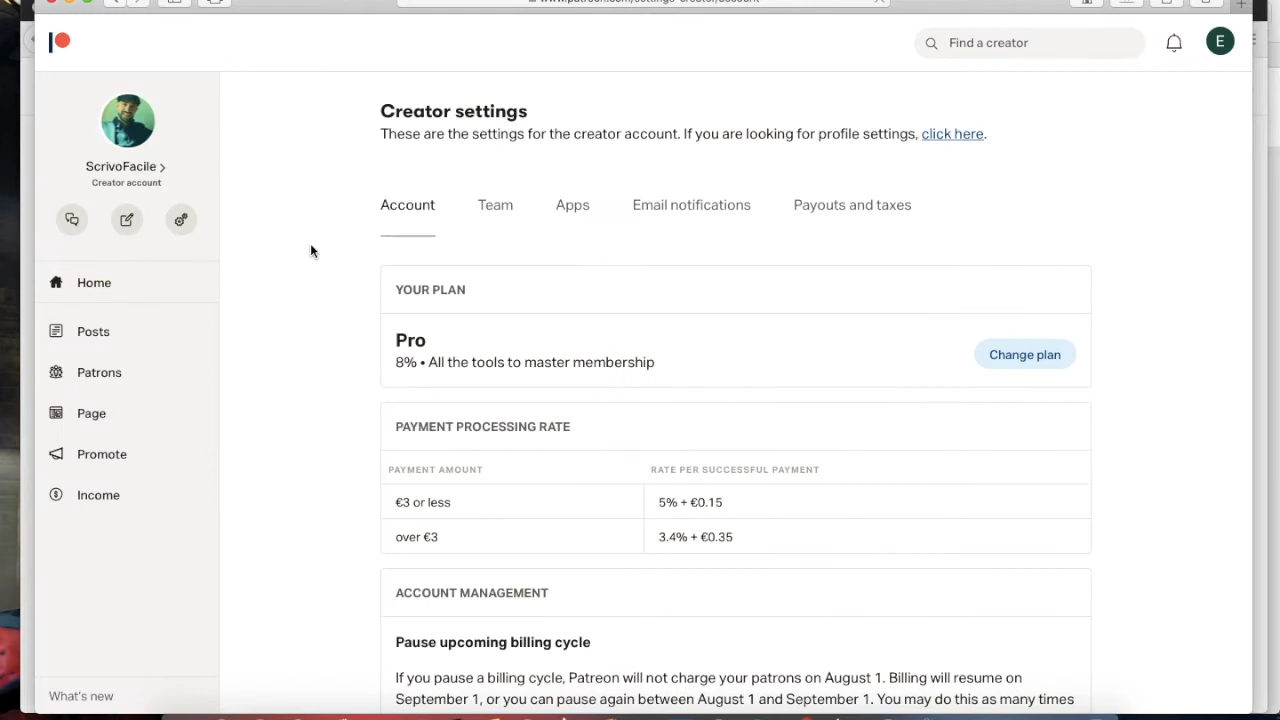 Find a creator
E
ScrivoFacile
Creator account
Home
Posts
Patrons
Page
Promote
Income
What's new
Creator settings
These are the settings for the creator account. If you are looking for profile settings, click here.
Account Team Apps Email notifications Payouts and taxes
YOUR PLAN
Pro
8% • All the tools to master membership
Change plan
PAYMENT PROCESSING RATE
PAYMENT AMOUNT RATE PER SUCCESSFUL PAYMENT
€3 or less 5% + €0.15
over €3 3.4% + €0.35
ACCOUNT MANAGEMENT
Pause upcoming billing cycle
If you pause a billing cycle, Patreon will not charge your patrons on August 1. Billing will resume on
September 1, or you can pause again between August 1 and September 1. You may do this as many times